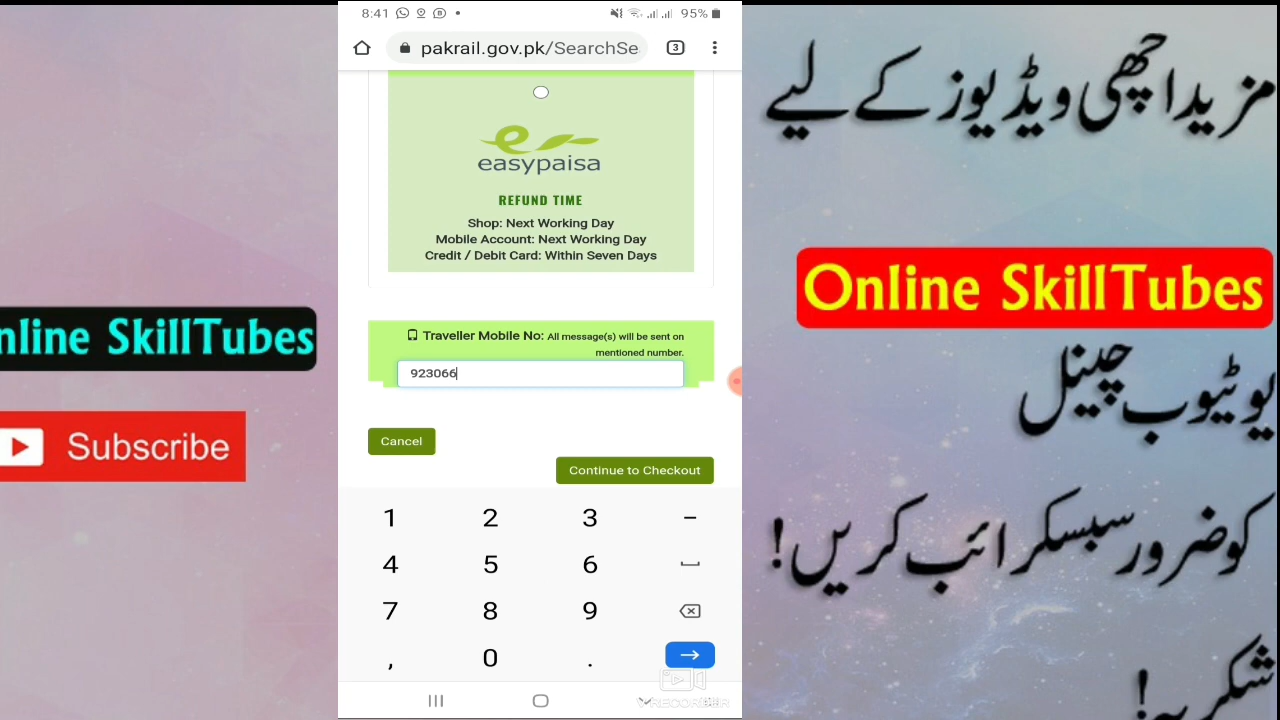 8:41
95%
pakrail.gov.pk/SearchSe
3
easypaisa
REFUND TIME
Shop: Next Working Day
Mobile Account: Next Working Day
Credit / Debit Card: Within Seven Days
Traveller Mobile No: All message(s) will be sent on
mentioned number.
923066
Cancel
Continue to Checkout
1 2 3 -
4 5 6
7 8 9
, 0 .
V RECORDER
nline SkillTubes
Subscribe
مزید اچھی ویڈیوز کے لیے
Online SkillTubes
یوٹیوب چینل
کو ضرور سبسکرائب کریں!
شکریہ!